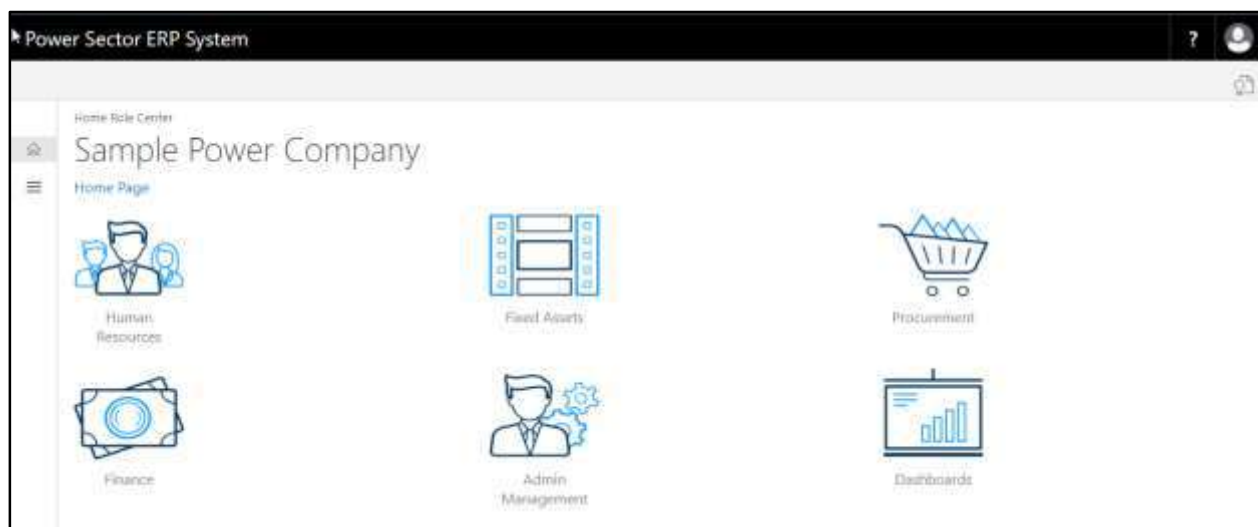 Power Sector ERP System
?
Home Role Center
Sample Power Company
Home Page
Human
Resources
Fixed Assets
Procurement
Finance
Admin
Management
Dashboards